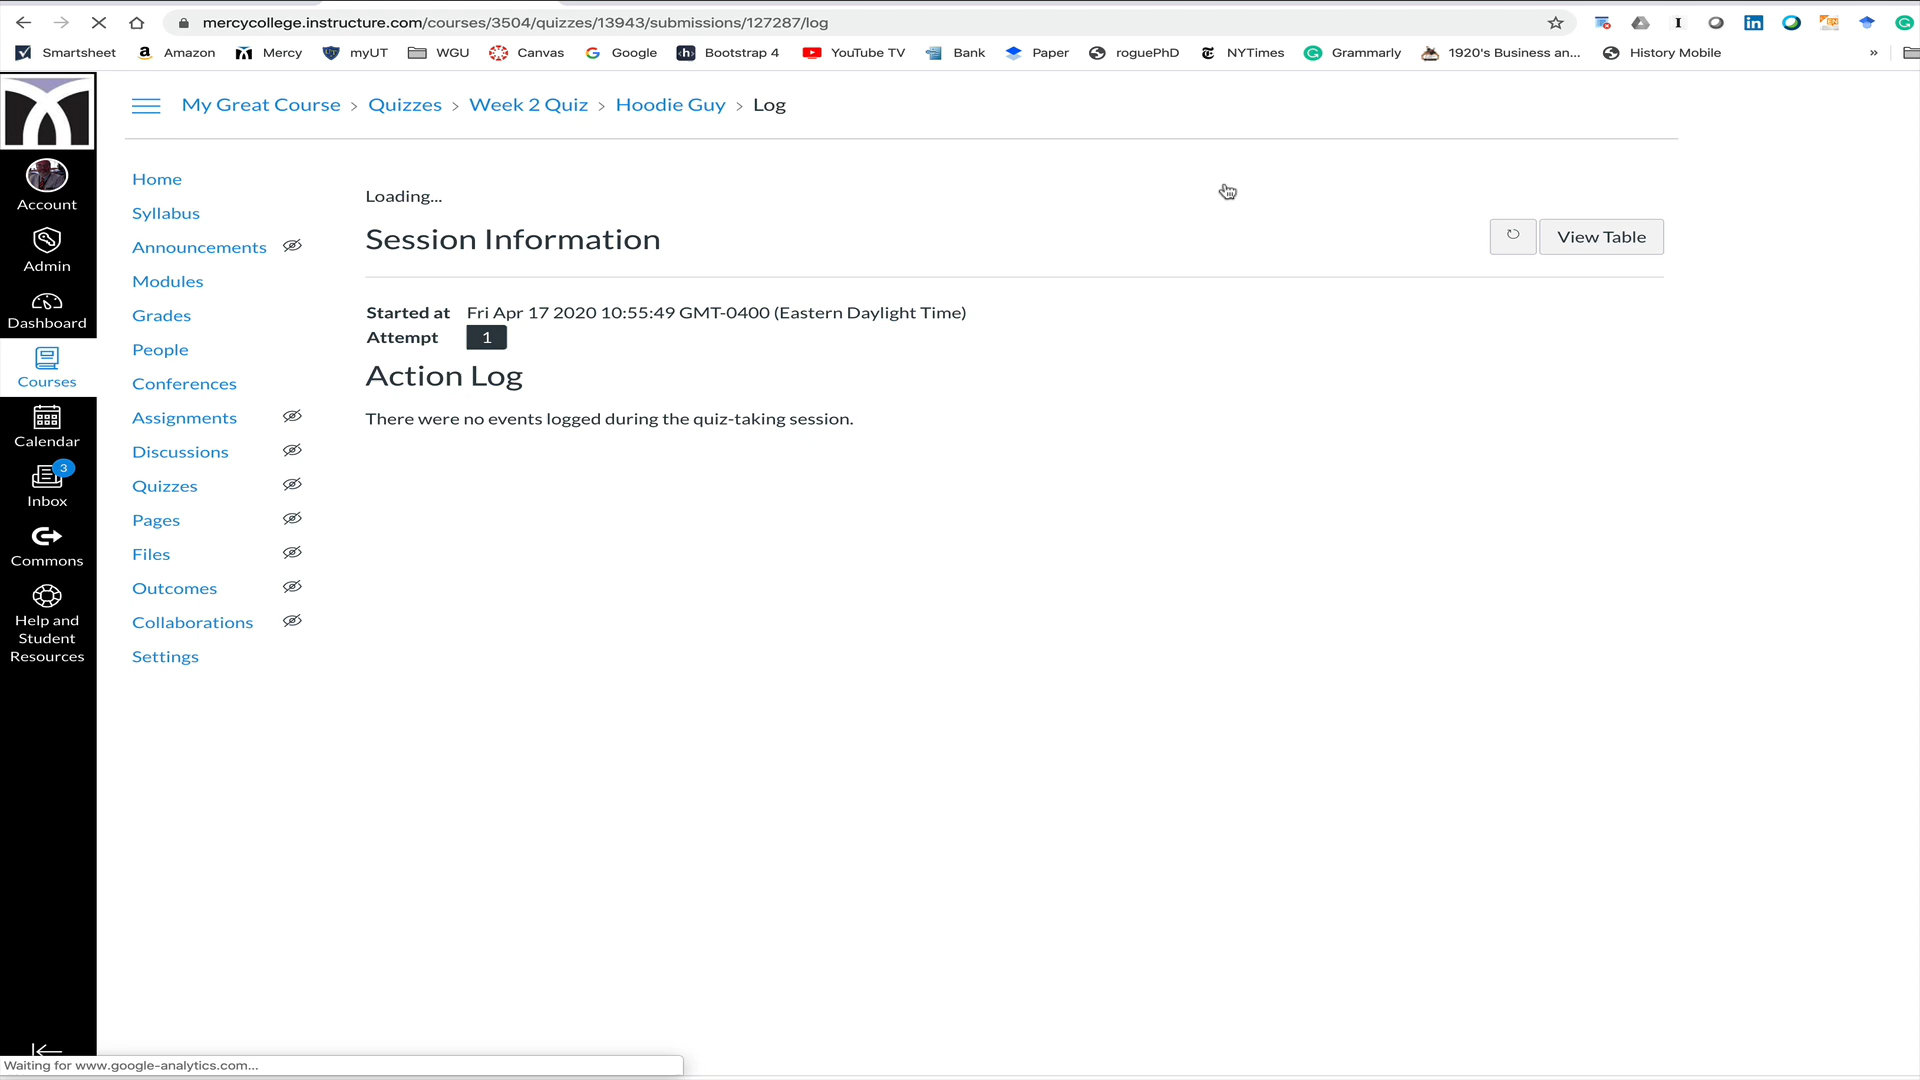 mercycollege.instructure.com/courses/3504/quizzes/13943/submissions/127287/log
Smartsheet Amazon Mercy myUT WGU Canvas Google Bootstrap 4 YouTube TV Bank Paper roguePhD NYTimes Grammarly 1920's Business an... History Mobile »
My Great Course > Quizzes > Week 2 Quiz > Hoodie Guy > Log
Account
Admin
Dashboard
Courses
Calendar
3
Inbox
Commons
Help and
Student
Resources
Home
Syllabus
Announcements
Modules
Grades
People
Conferences
Assignments
Discussions
Quizzes
Pages
Files
Outcomes
Collaborations
Settings
Loading...
Session Information
View Table
Started at Fri Apr 17 2020 10:55:49 GMT-0400 (Eastern Daylight Time)
Attempt 1
Action Log
There were no events logged during the quiz-taking session.
Waiting for www.google-analytics.com...